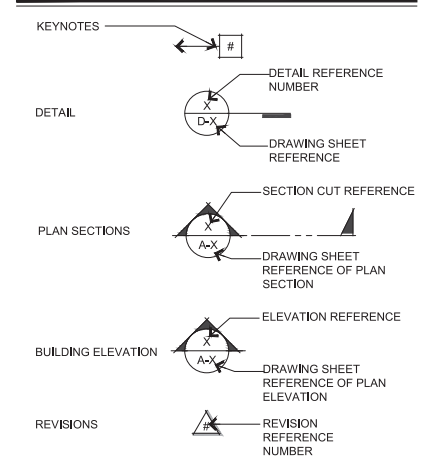 KEYNOTES
#
DETAIL REFERENCE
NUMBER
DETAIL
X
D-X
DRAWING SHEET
REFERENCE
SECTION CUT REFERENCE
PLAN SECTIONS
X
A-X
DRAWING SHEET
REFERENCE OF PLAN
SECTION
ELEVATION REFERENCE
BUILDING ELEVATION
X
A-X
DRAWING SHEET
REFERENCE OF PLAN
ELEVATION
REVISIONS
#
REVISION
REFERENCE
NUMBER